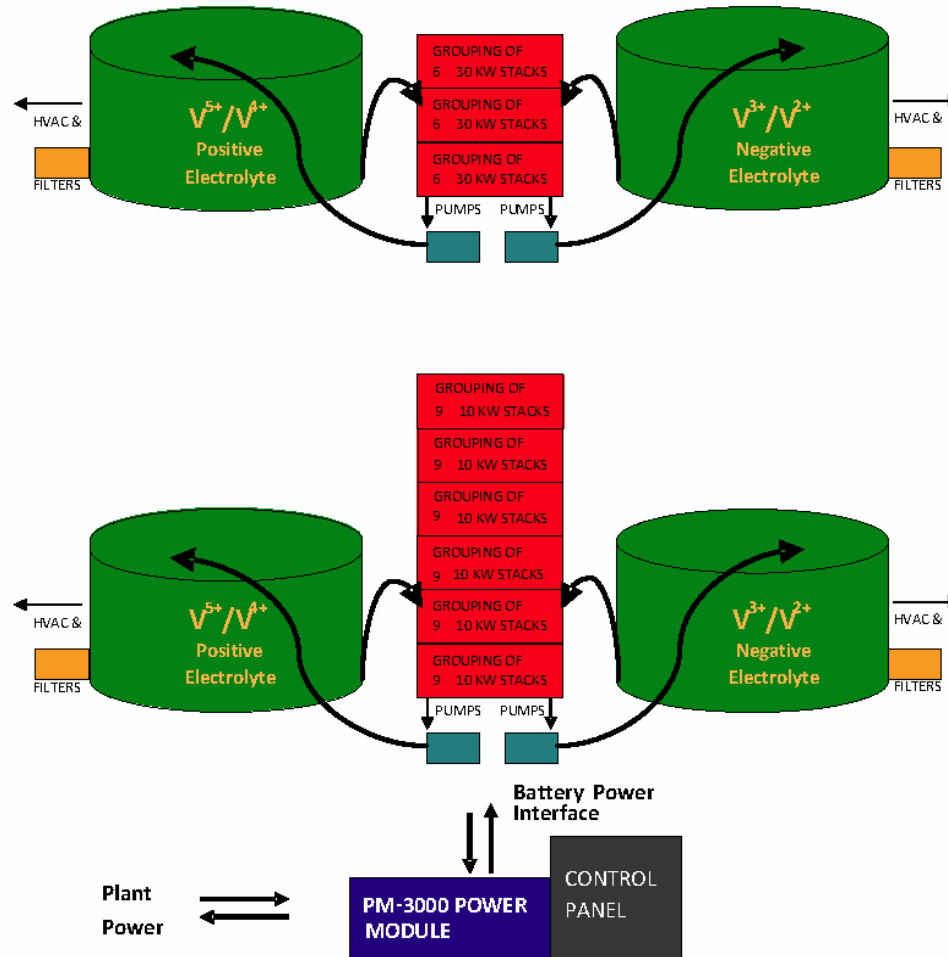 GROUPING OF
6 30 KW STACKS
GROUPING OF
6 30 KW STACKS
GROUPING OF
6 30 KW STACKS
V5+/V4+
Positive
Electrolyte
V3+/V2+
Negative
Electrolyte
HVAC &
FILTERS
HVAC &
FILTERS
PUMPS
PUMPS
GROUPING OF
9 10 KW STACKS
GROUPING OF
9 10 KW STACKS
GROUPING OF
9 10 KW STACKS
GROUPING OF
9 10 KW STACKS
GROUPING OF
9 10 KW STACKS
GROUPING OF
9 10 KW STACKS
V5+/V4+
Positive
Electrolyte
V3+/V2+
Negative
Electrolyte
HVAC &
FILTERS
HVAC &
FILTERS
PUMPS
PUMPS
Battery Power
Interface
Plant
Power
PM-3000 POWER
MODULE
CONTROL
PANEL